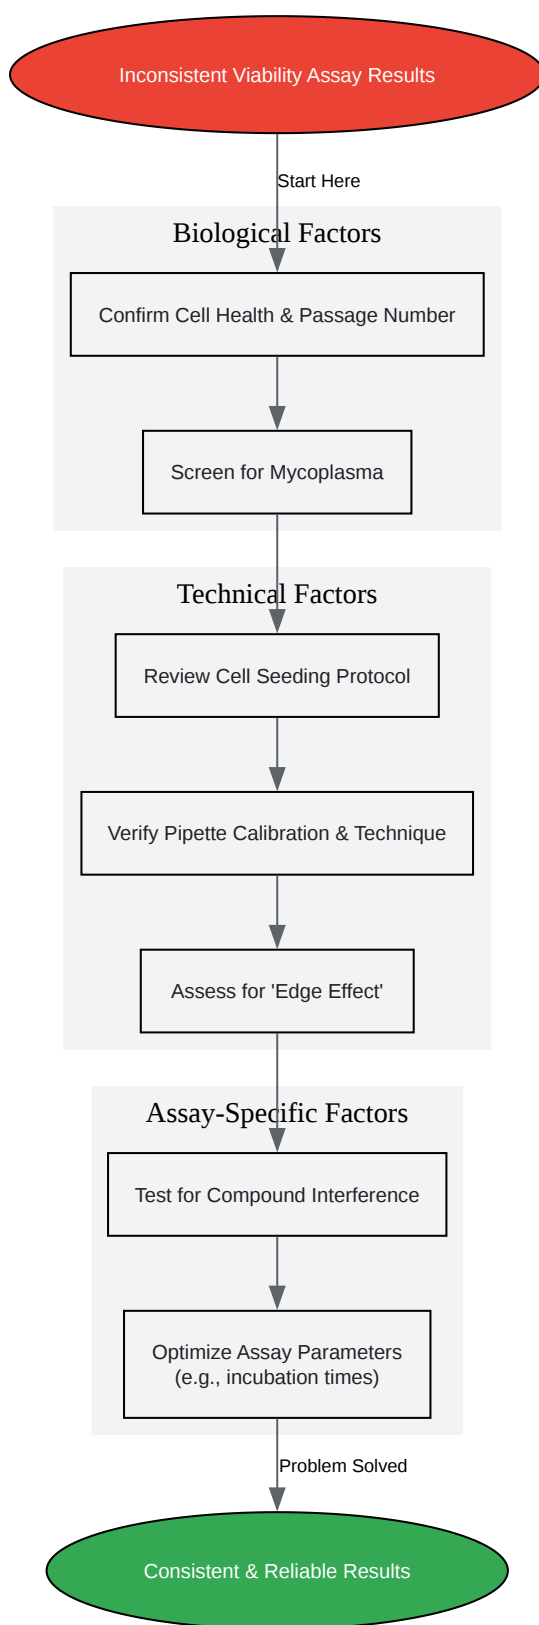 Inconsistent Viability Assay Results
Start Here
Biological Factors
Confirm Cell Health & Passage Number
Screen for Mycoplasma
Technical Factors
Review Cell Seeding Protocol
Verify Pipette Calibration & Technique
Assess for 'Edge Effect'
Assay-Specific Factors
Test for Compound Interference
Optimize Assay Parameters
(e.g., incubation times)
Problem Solved
Consistent & Reliable Results